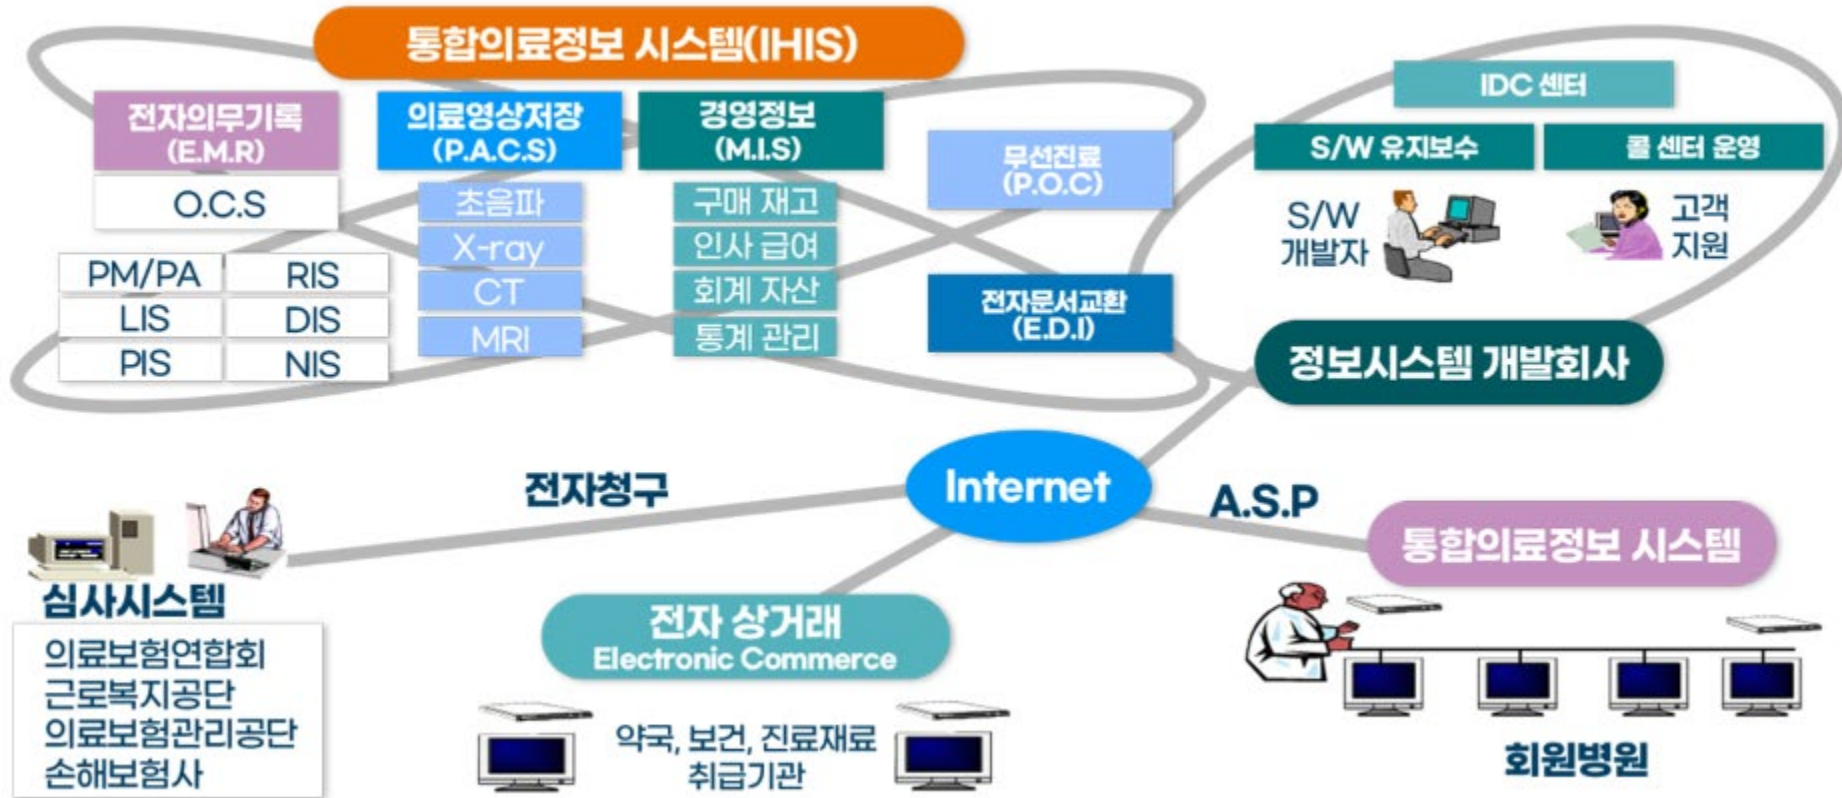 통합의료정보 시스템(IHIS)
전자의무기록
(E.M.R)
O.C.S
PM/PA
RIS
LIS
DIS
PIS
NIS
의료영상저장
(P.A.C.S)
초음파
X-ray
CT
MRI
경영정보
(M.I.S)
구매 재고
인사 급여
회계 자산
통계 관리
무선진료
(P.O.C)
전자문서교환
(E.D.I)
IDC 센터
S/W 유지보수
콜 센터 운영
S/W
개발자
고객
지원
정보시스템 개발회사
Internet
전자청구
A.S.P
심사시스템
의료보험연합회
근로복지공단
의료보험관리공단
손해보험사
전자 상거래
Electronic Commerce
약국, 보건, 진료재료
취급기관
통합의료정보 시스템
회원병원